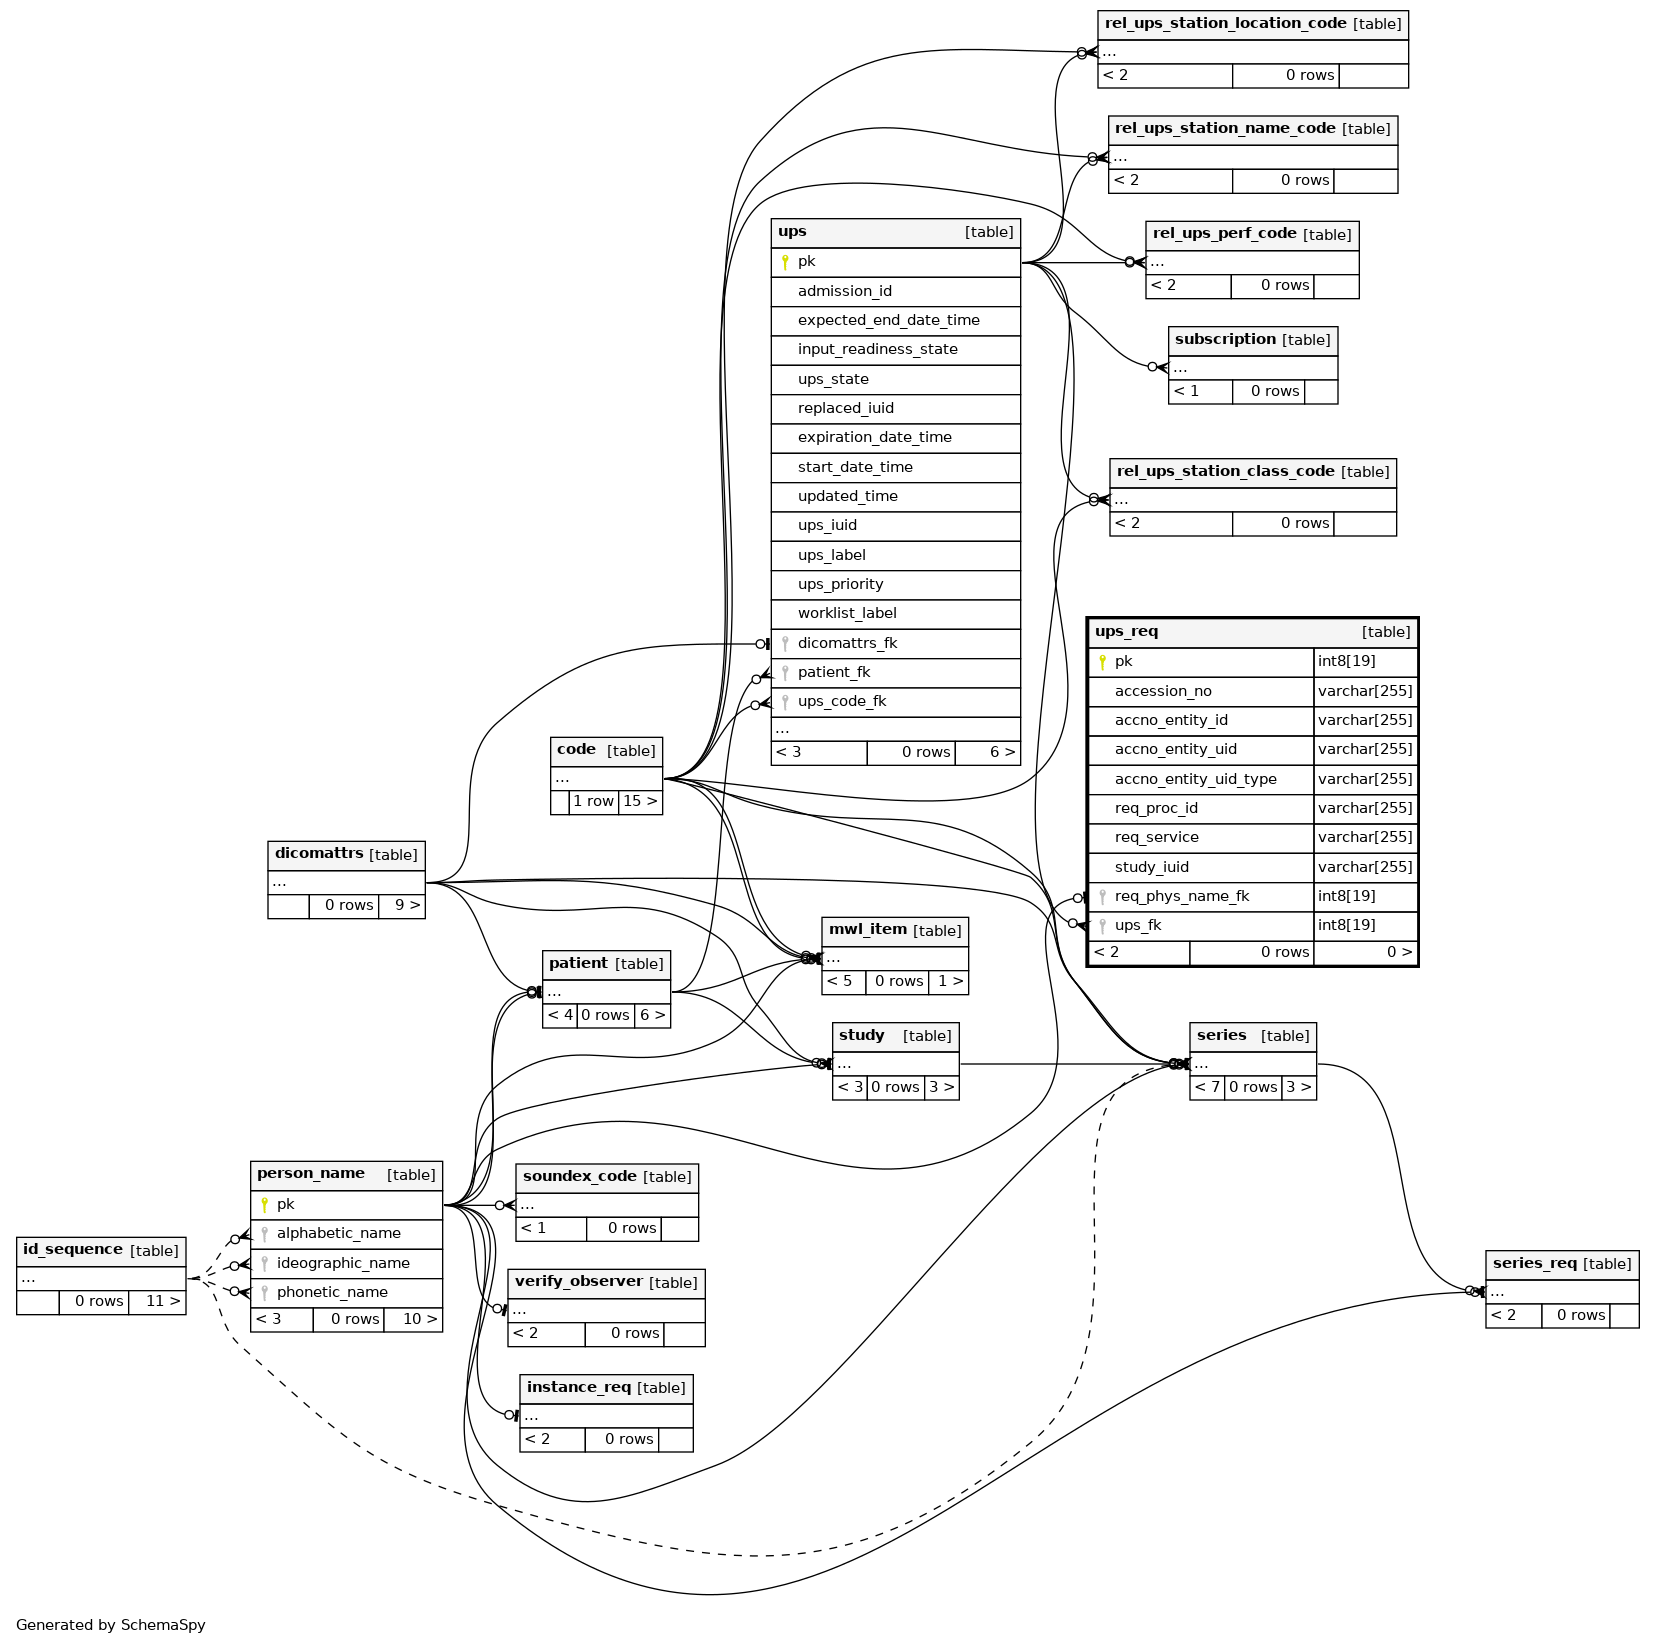 rel_ups_station_location_code [table]
...
< 2 0 rows
rel_ups_station_name_code [table]
...
< 2 0 rows
rel_ups_perf_code [table]
...
< 2 0 rows
subscription [table]
...
< 1 0 rows
rel_ups_station_class_code [table]
...
< 2 0 rows
ups [table]
pk
admission_id
expected_end_date_time
input_readiness_state
ups_state
replaced_iuid
expiration_date_time
start_date_time
updated_time
ups_iuid
ups_label
ups_priority
worklist_label
dicomattrs_fk
patient_fk
ups_code_fk
...
< 3 0 rows 6 >
ups_req [table]
pk int8[19]
accession_no varchar[255]
accno_entity_id varchar[255]
accno_entity_uid varchar[255]
accno_entity_uid_type varchar[255]
req_proc_id varchar[255]
req_service varchar[255]
study_iuid varchar[255]
req_phys_name_fk int8[19]
ups_fk int8[19]
< 2 0 rows 0 >
code [table]
...
1 row 15 >
dicomattrs [table]
...
0 rows 9 >
mwl_item [table]
...
< 5 0 rows 1 >
patient [table]
...
< 4 0 rows 6 >
study [table]
...
< 3 0 rows 3 >
series [table]
...
< 7 0 rows 3 >
person_name [table]
pk
alphabetic_name
ideographic_name
phonetic_name
< 3 0 rows 10 >
soundex_code [table]
...
< 1 0 rows
id_sequence [table]
...
0 rows 11 >
verify_observer [table]
...
< 2 0 rows
series_req [table]
...
< 2 0 rows
instance_req [table]
...
< 2 0 rows
Generated by SchemaSpy